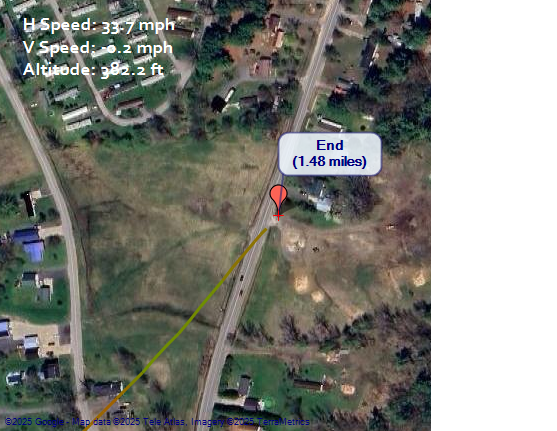 H Speed: 33.7 mph
V Speed: -0.2 mph
Altitude: 382.2 ft
End
(1.48 miles)
©2025 Google - Map data ©2025 Tele Atlas, Imagery ©2025 TerraMetrics